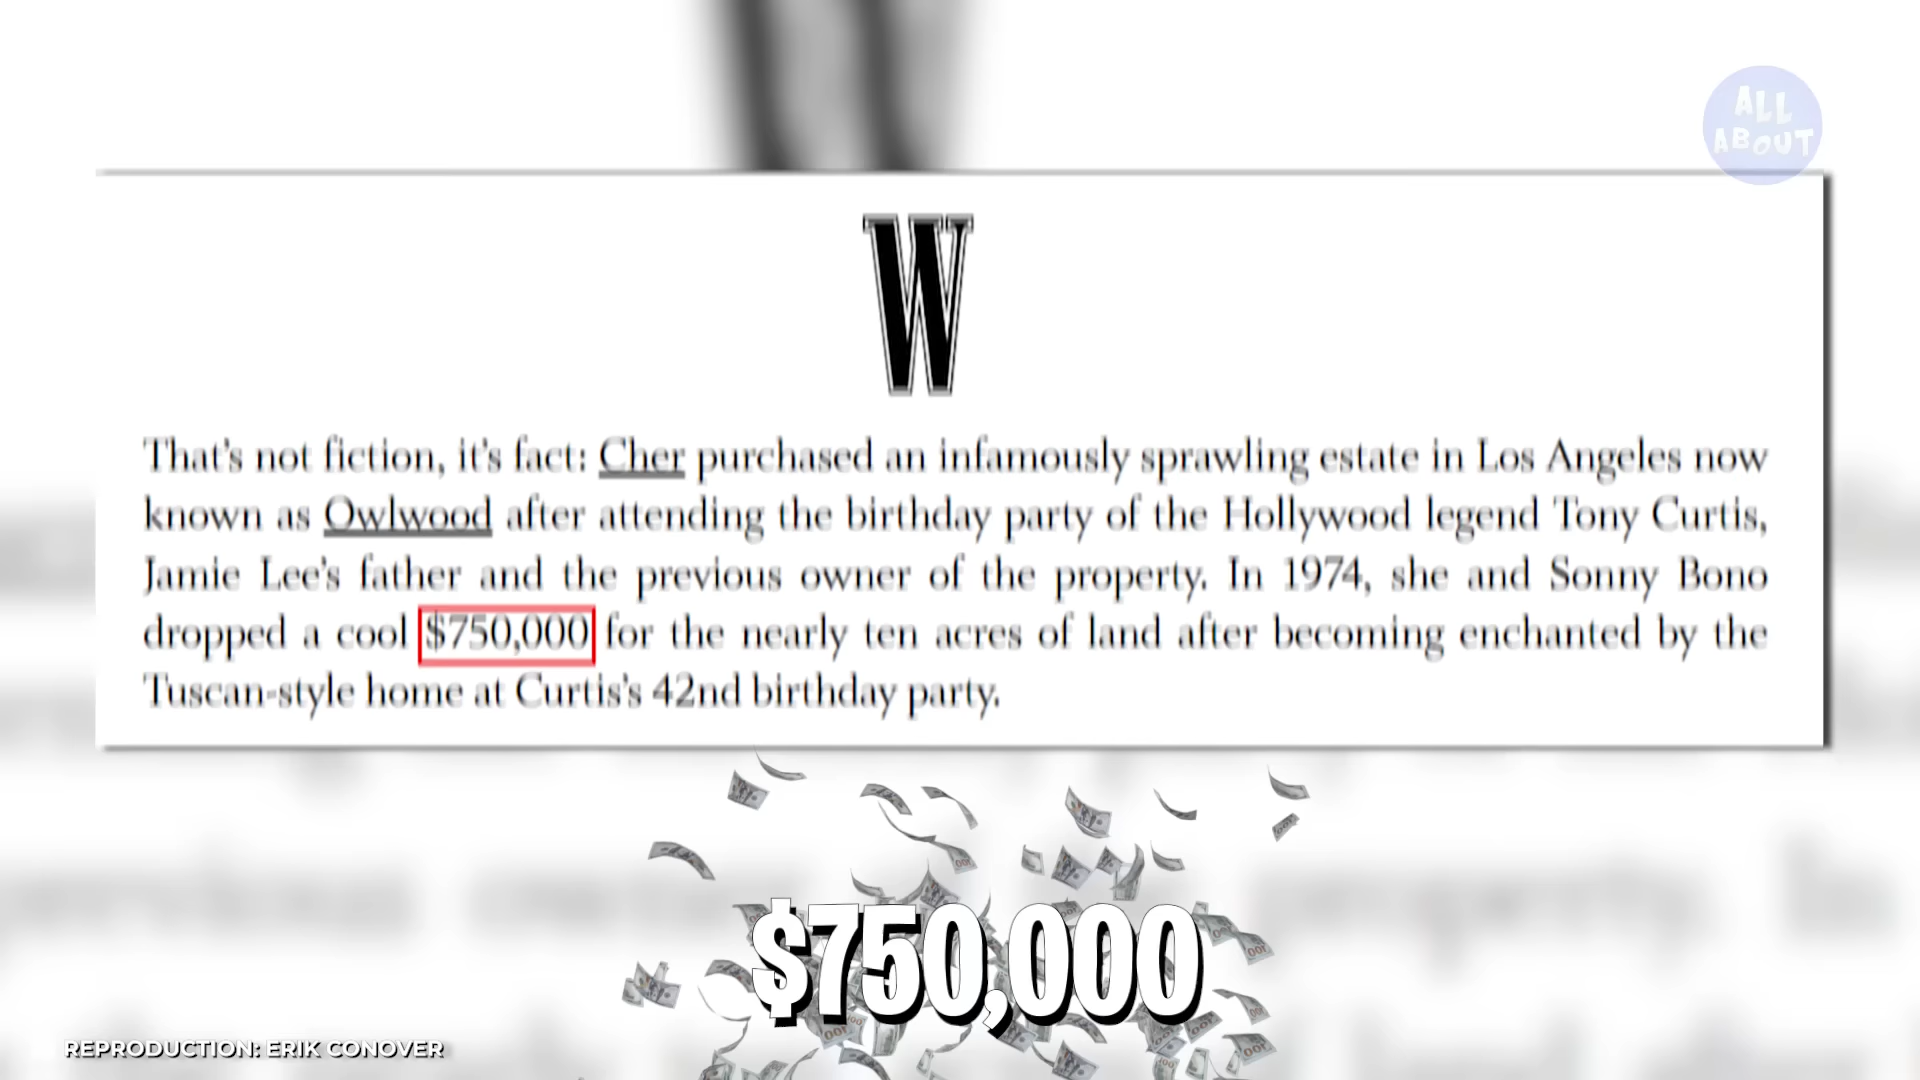 ALL
ABOUT
W
That's not fiction, it's fact: Cher purchased an infamously sprawling estate in Los Angeles now
known as Owlwood after attending the birthday party of the Hollywood legend Tony Curtis,
Jamie Lee's father and the previous owner of the property. In 1974, she and Sonny Bono
dropped a cool $750,000 for the nearly ten acres of land after becoming enchanted by the
Tuscan-style home at Curtis's 42nd birthday party.
$750,000
REPRODUCTION: ERIK CONOVER